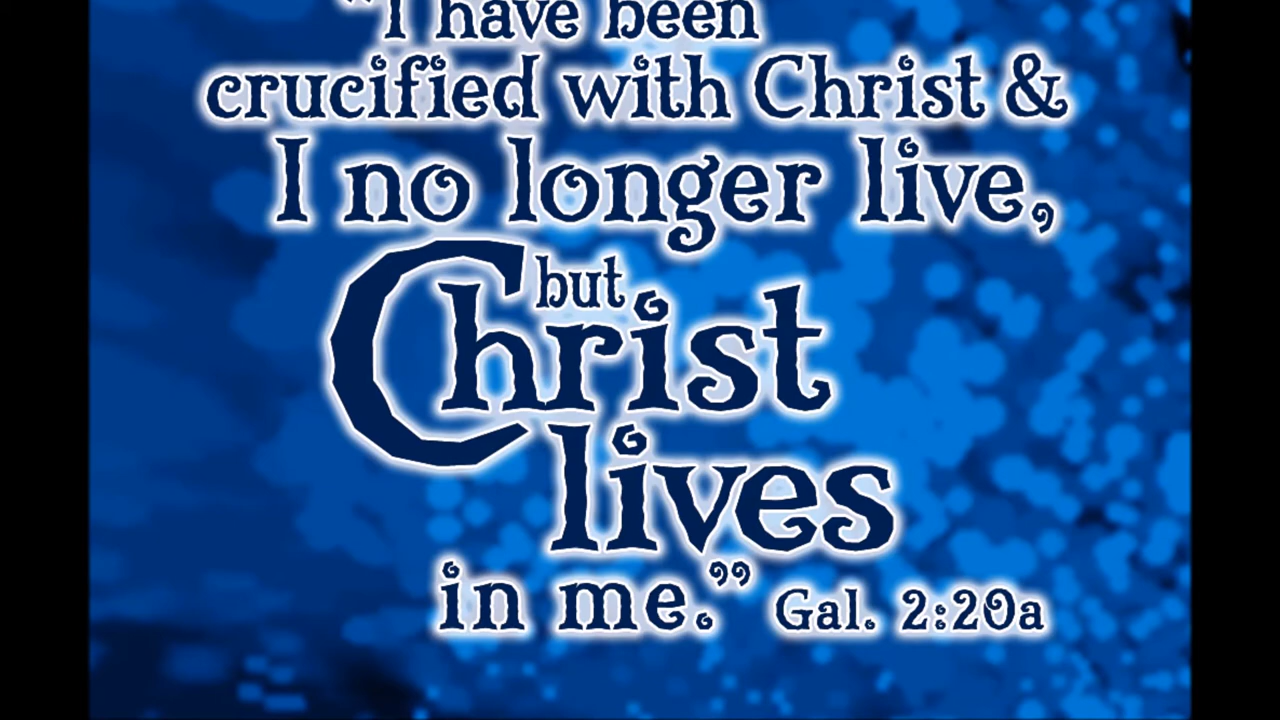 “I have been
crucified with Christ &
I no longer live,
but
Christ
lives
in me.” Gal. 2:20a